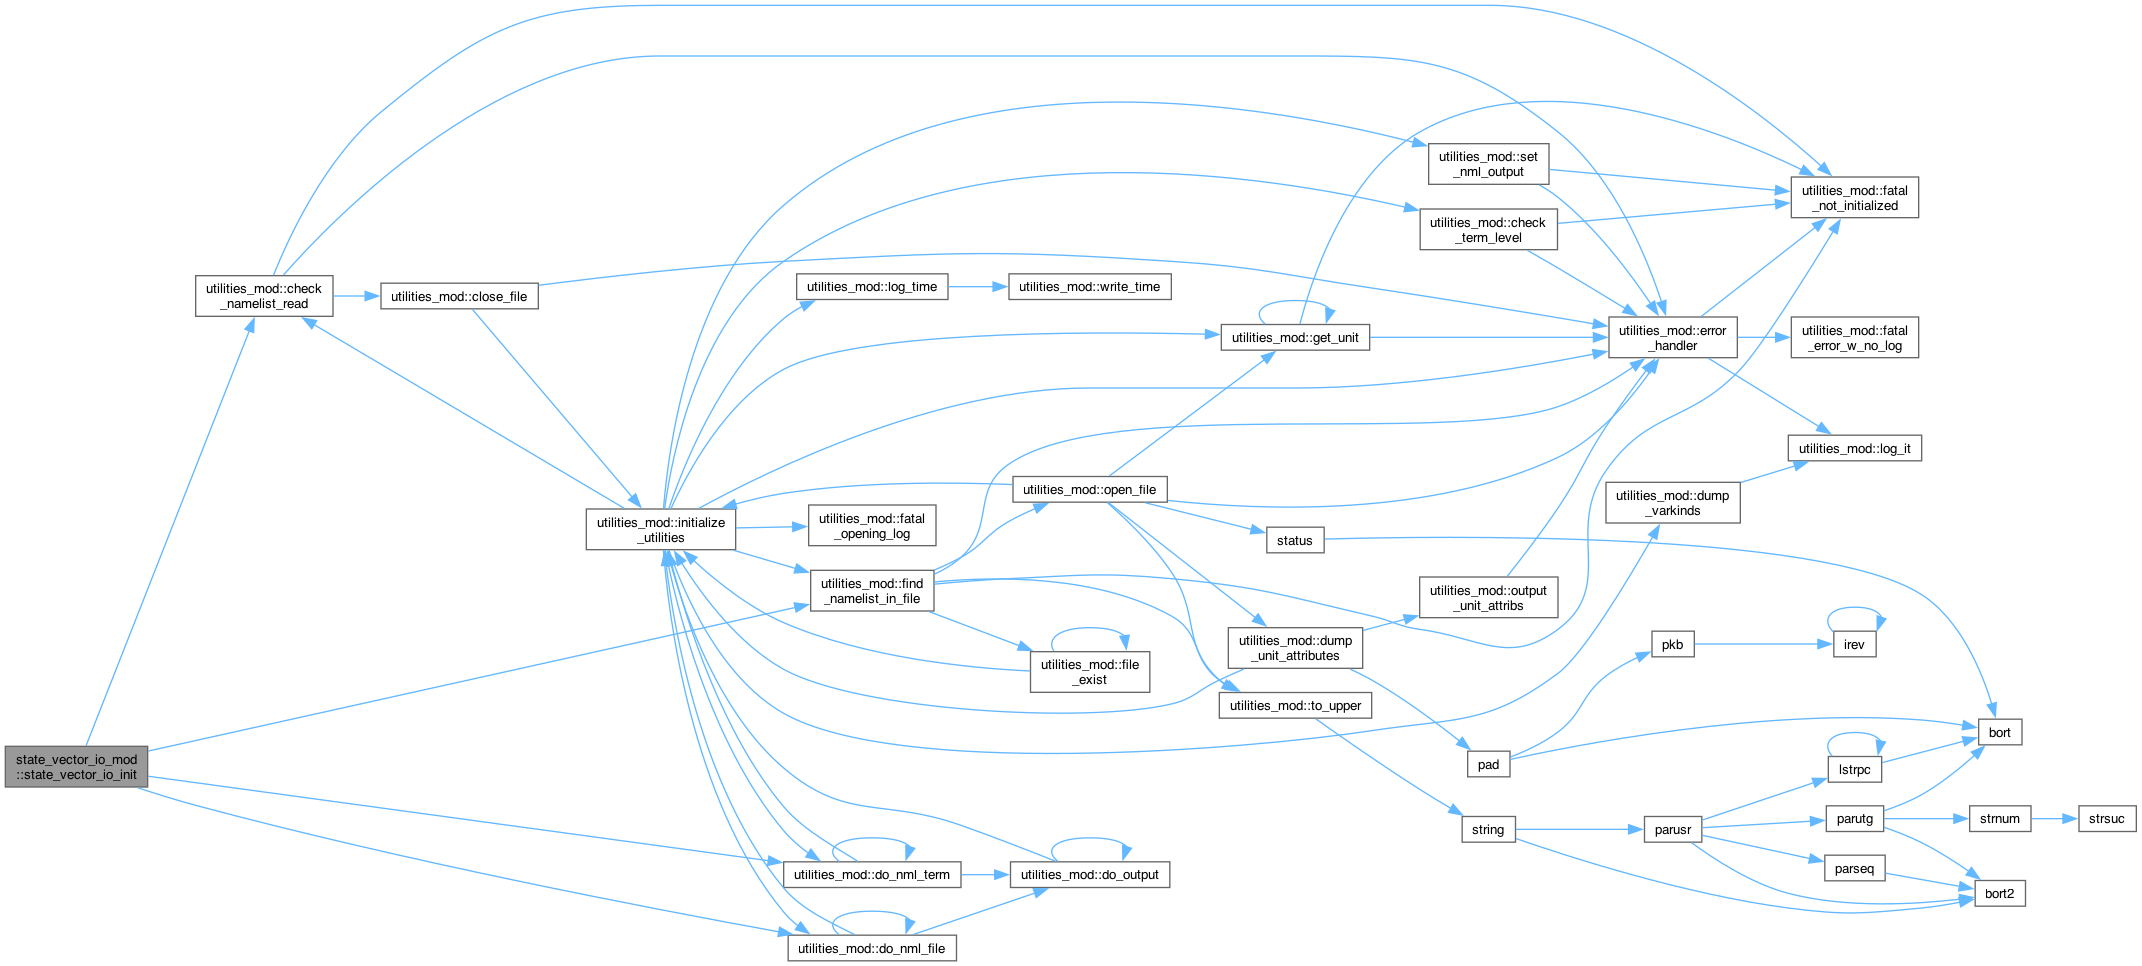 state_vector_io_mod
::state_vector_io_init
utilities_mod::check
_namelist_read
utilities_mod::close_file
utilities_mod::initialize
_utilities
utilities_mod::log_time
utilities_mod::write_time
utilities_mod::fatal
_opening_log
utilities_mod::find
_namelist_in_file
utilities_mod::file
_exist
utilities_mod::do_nml_term
utilities_mod::do_nml_file
utilities_mod::do_output
utilities_mod::open_file
utilities_mod::get_unit
status
utilities_mod::dump
_unit_attributes
utilities_mod::to_upper
utilities_mod::set
_nml_output
utilities_mod::check
_term_level
utilities_mod::output
_unit_attribs
pad
string
utilities_mod::error
_handler
utilities_mod::dump
_varkinds
pkb
parusr
utilities_mod::fatal
_not_initialized
utilities_mod::fatal
_error_w_no_log
utilities_mod::log_it
irev
lstrpc
parutg
parseq
bort
strnum
bort2
strsuc